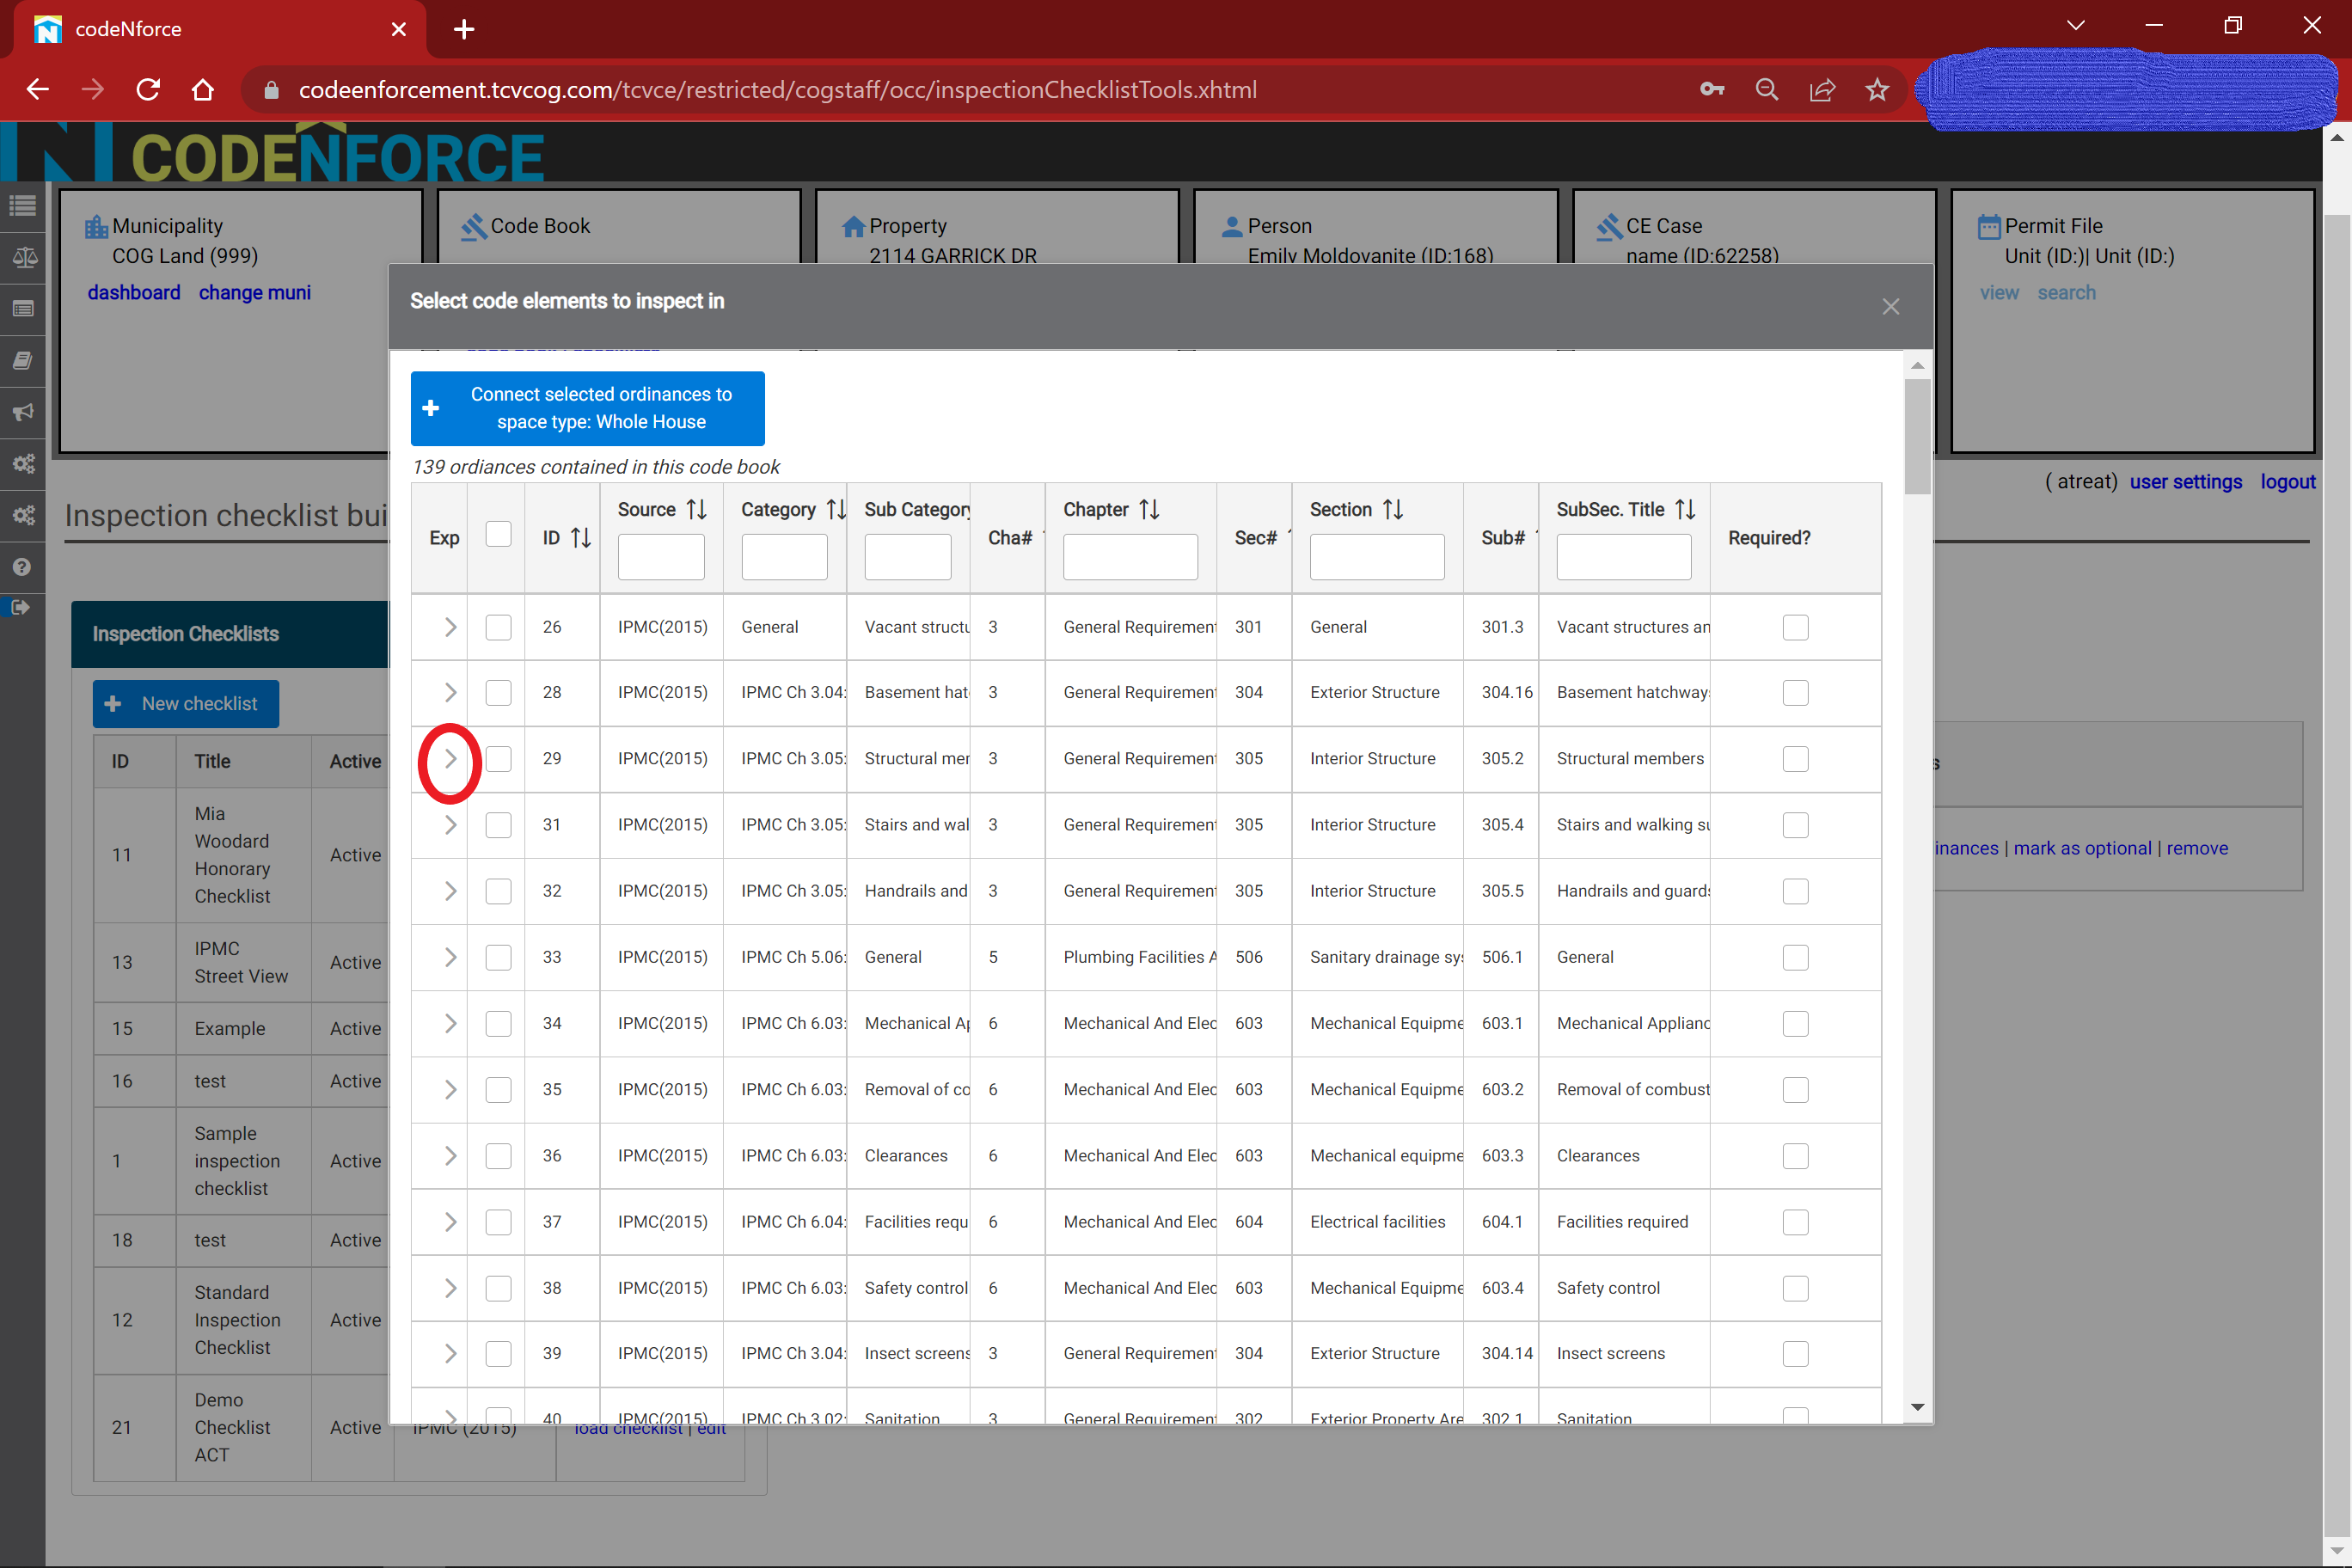 codeNforce
codeenforcement.tcvcog.com/tcvce/restricted/cogstaff/occ/inspectionChecklistTools.xhtml
CODENFORCE
Municipality
COG Land (999)
dashboard change muni
Code Book
Property
2114 GARRICK DR
Person
Emily Moldovanite (ID:168)
CE Case
name (ID:62258)
Permit File
Unit (ID:)| Unit (ID:)
view search
( atreat) user settings logout
Inspection checklist bui
Inspection Checklists
New checklist
ID Title Active
11 Mia Active
Woodard
Honorary
Checklist
13 IPMC Active
Street View
15 Example Active
16 test Active
1 Sample Active
inspection
checklist
18 test Active
12 Standard Active
Inspection
Checklist
21 Demo Active IPMC (2015) load checklist | edit
Checklist
ACT
inances | mark as optional | remove
Select code elements to inspect in
Connect selected ordinances to
space type: Whole House
139 ordiances contained in this code book
Exp ID Source Category Sub Category Cha# Chapter Sec# Section Sub# SubSec. Title Required?
26 IPMC(2015) General Vacant structu 3 General Requirement 301 General 301.3 Vacant structures an
28 IPMC(2015) IPMC Ch 3.04: Basement hat 3 General Requirement 304 Exterior Structure 304.16 Basement hatchways
29 IPMC(2015) IPMC Ch 3.05: Structural mer 3 General Requirement 305 Interior Structure 305.2 Structural members
31 IPMC(2015) IPMC Ch 3.05: Stairs and wal 3 General Requirement 305 Interior Structure 305.4 Stairs and walking su
32 IPMC(2015) IPMC Ch 3.05: Handrails and 3 General Requirement 305 Interior Structure 305.5 Handrails and guards
33 IPMC(2015) IPMC Ch 5.06: General 5 Plumbing Facilities A 506 Sanitary drainage sys 506.1 General
34 IPMC(2015) IPMC Ch 6.03: Mechanical Ap 6 Mechanical And Elec 603 Mechanical Equipme 603.1 Mechanical Applianc
35 IPMC(2015) IPMC Ch 6.03: Removal of co 6 Mechanical And Elec 603 Mechanical Equipme 603.2 Removal of combust
36 IPMC(2015) IPMC Ch 6.03: Clearances 6 Mechanical And Elec 603 Mechanical equipme 603.3 Clearances
37 IPMC(2015) IPMC Ch 6.04: Facilities requ 6 Mechanical And Elec 604 Electrical facilities 604.1 Facilities required
38 IPMC(2015) IPMC Ch 6.03: Safety control 6 Mechanical And Elec 603 Mechanical Equipme 603.4 Safety control
39 IPMC(2015) IPMC Ch 3.04: Insect screens 3 General Requirement 304 Exterior Structure 304.14 Insect screens
40 IPMC(2015) IPMC Ch 3.02: Sanitation 3 General Requirement 302 Exterior Property Are 302.1 Sanitation